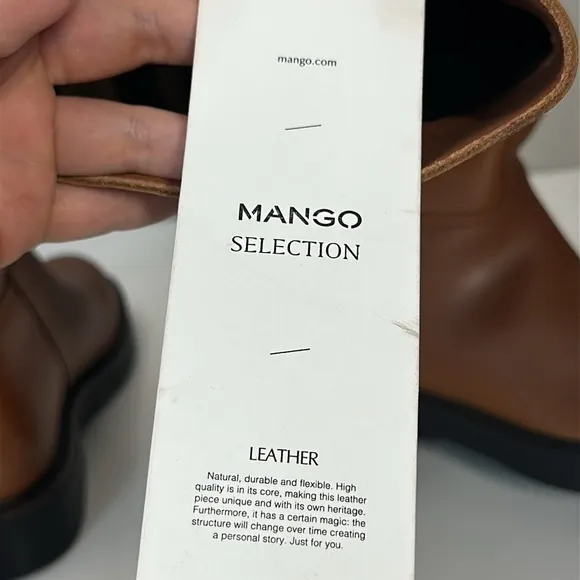 mango.com
MANGO
SELECTION
LEATHER
Natural, durable and flexible. High
quality is in its core, making this leather
piece unique and with its own heritage.
Furthermore, it has a certain magic: the
structure will change over time creating
a personal story. Just for you.